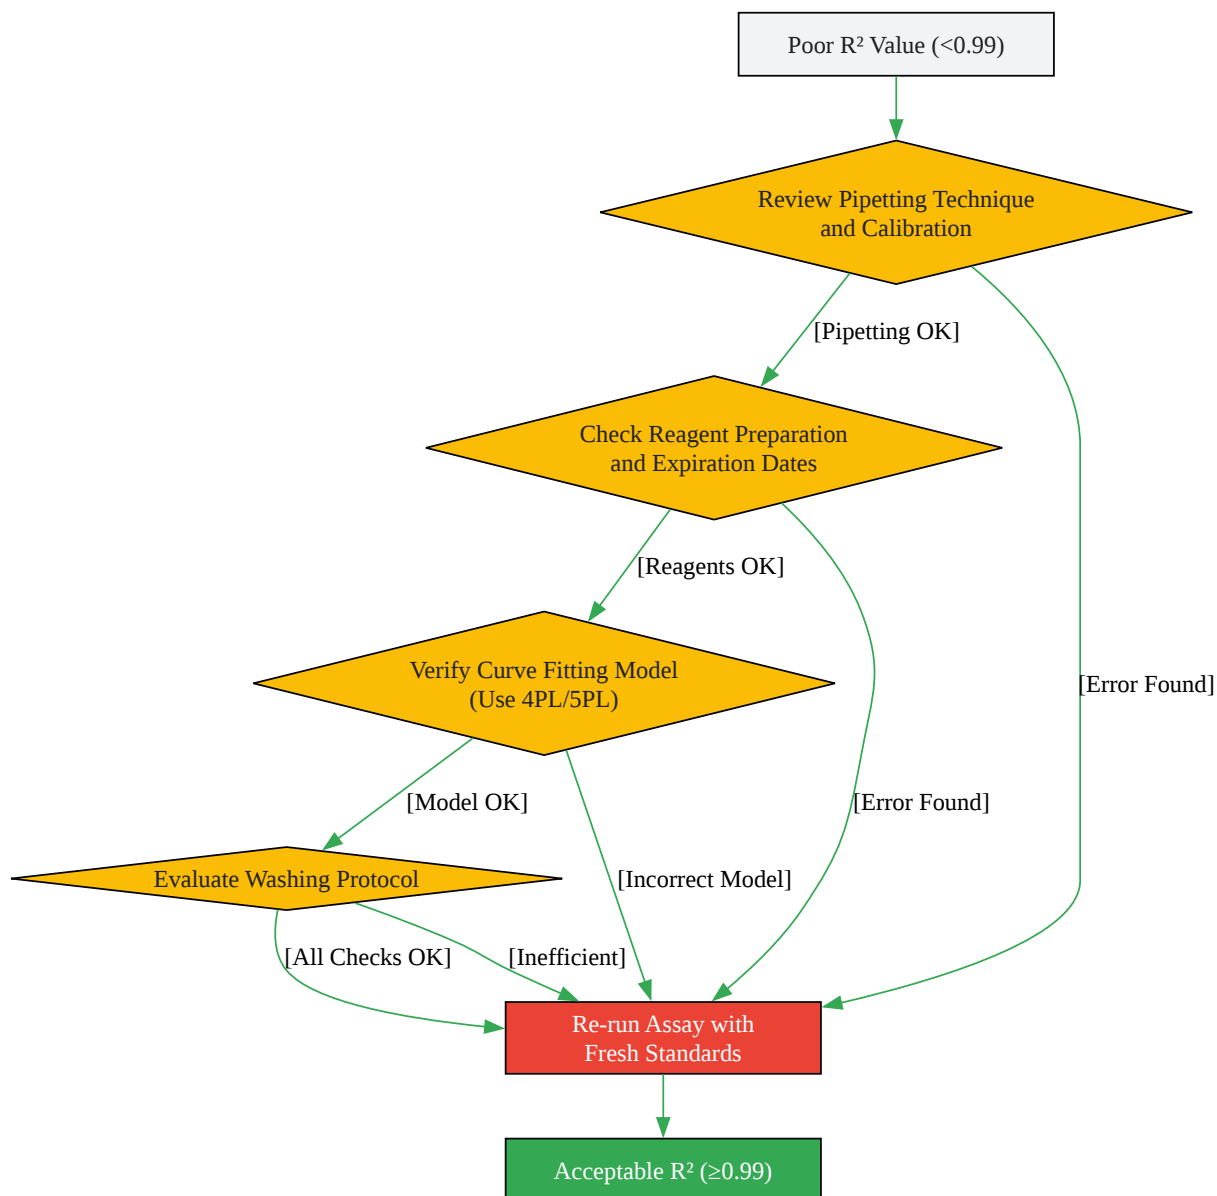 Poor R² Value (<0.99)
Review Pipetting Technique
and Calibration
[Pipetting OK]
Check Reagent Preparation
and Expiration Dates
[Reagents OK]
Verify Curve Fitting Model
(Use 4PL/5PL)
[Error Found]
[Model OK]
[Error Found]
Evaluate Washing Protocol
[Incorrect Model]
[All Checks OK]
[Inefficient]
Re-run Assay with
Fresh Standards
Acceptable R² (≥0.99)